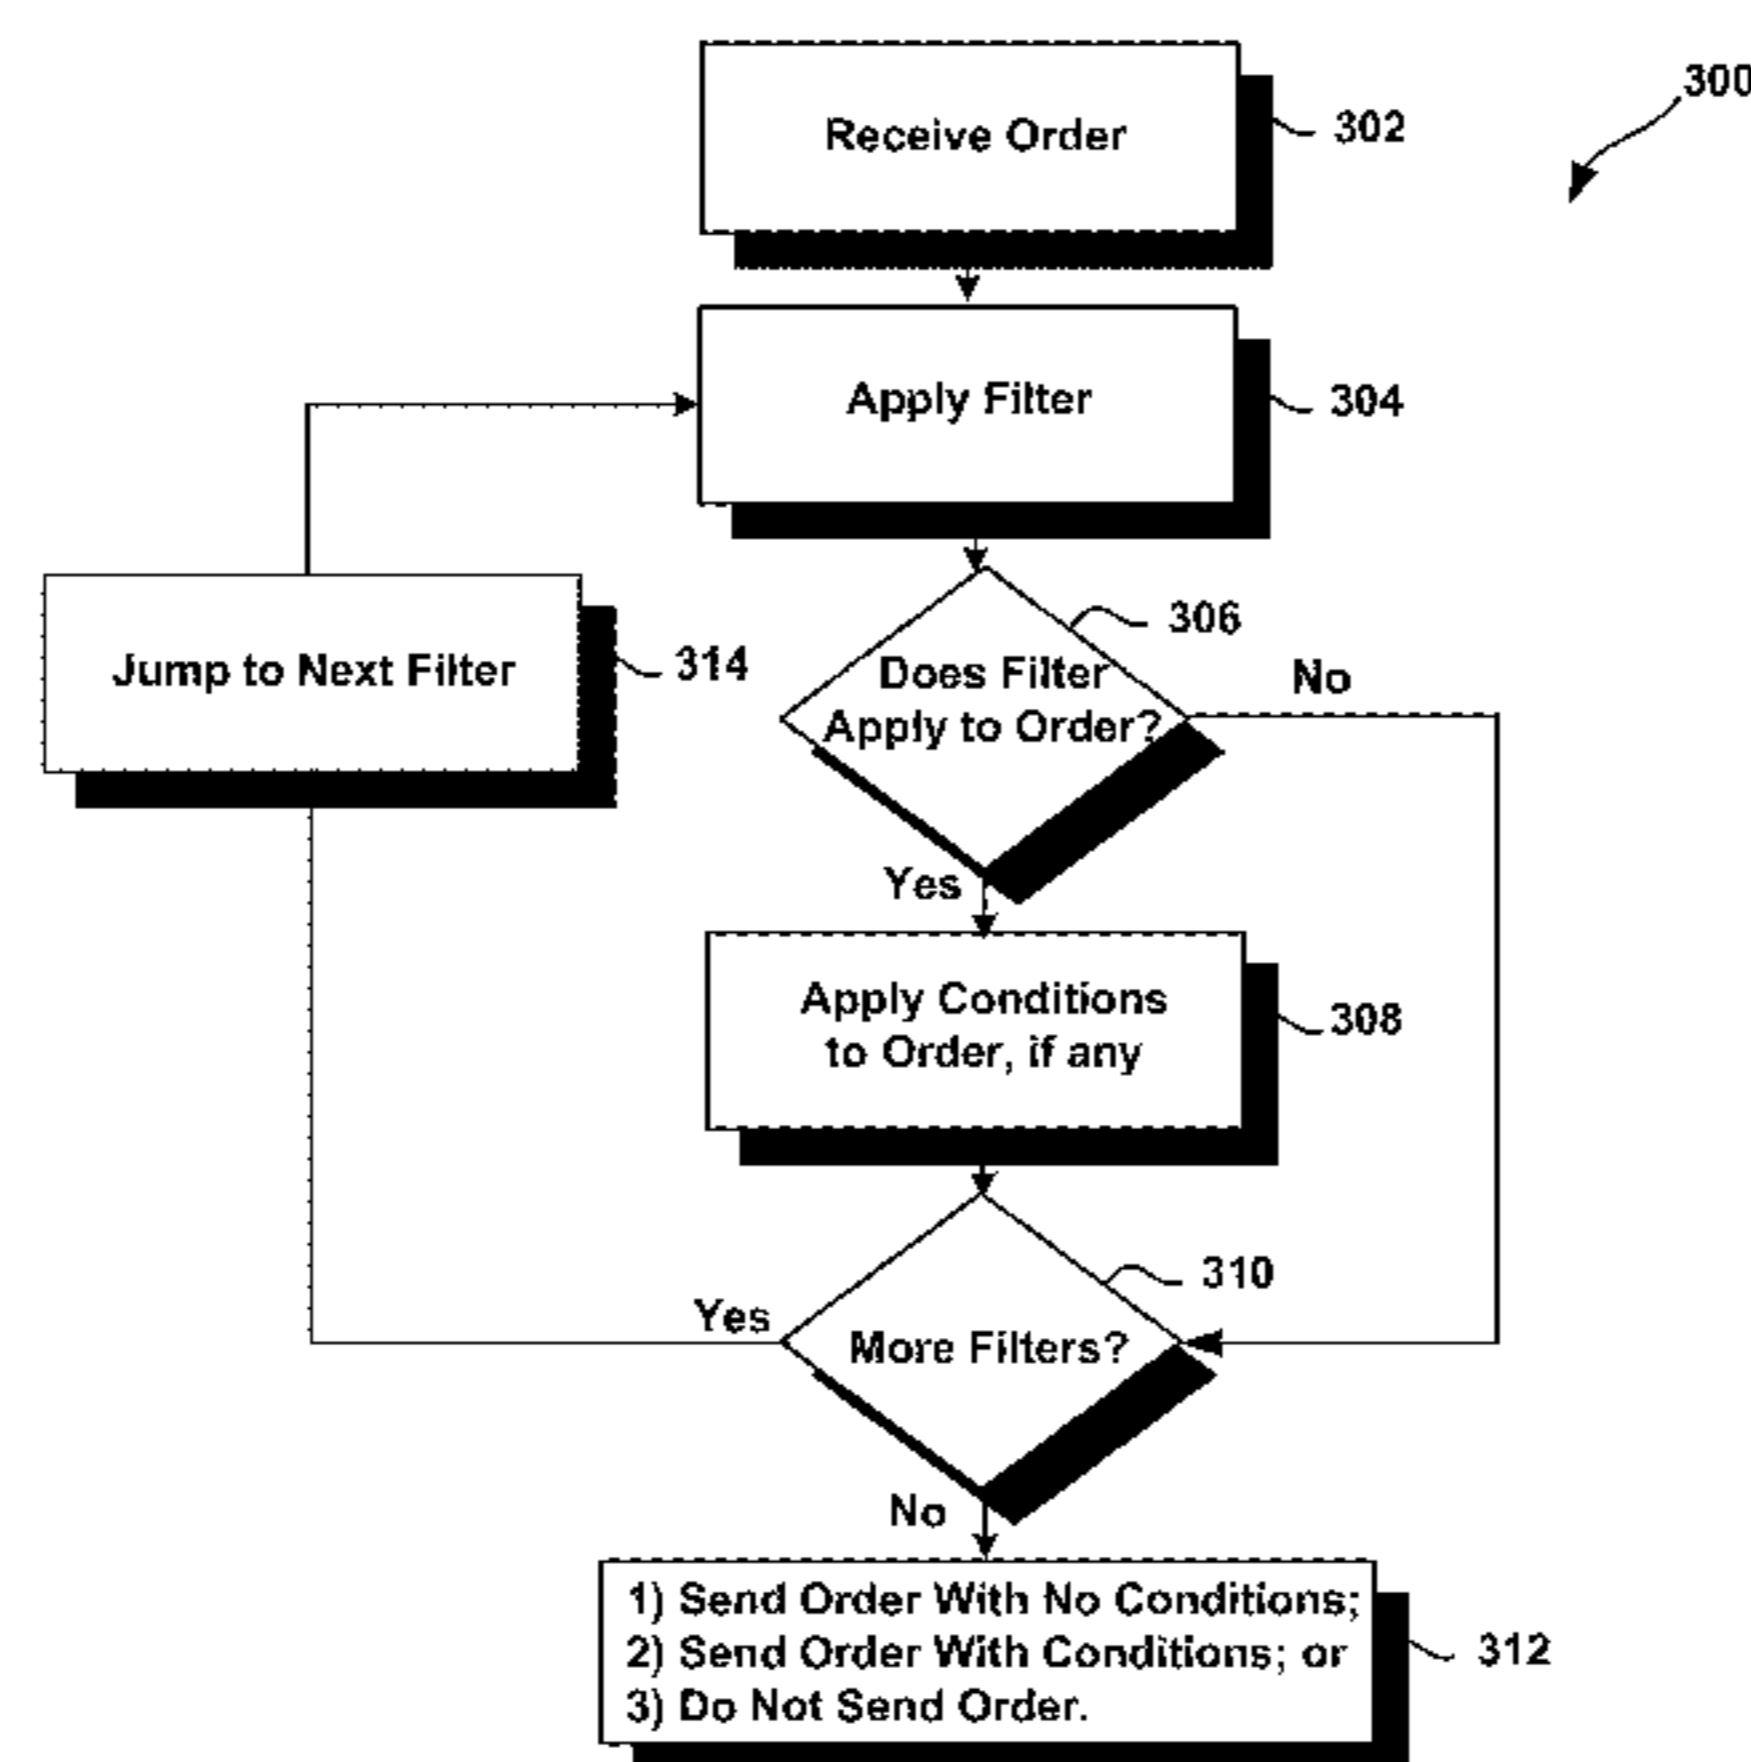 300
Receive Order
302
Apply Filter
304
Jump to Next Filter
314
306
Does Filter
Apply to Order?
No
Yes
Apply Conditions
to Order, if any
308
310
Yes
More Filters?
No
1) Send Order With No Conditions;
2) Send Order With Conditions; or
3) Do Not Send Order.
312